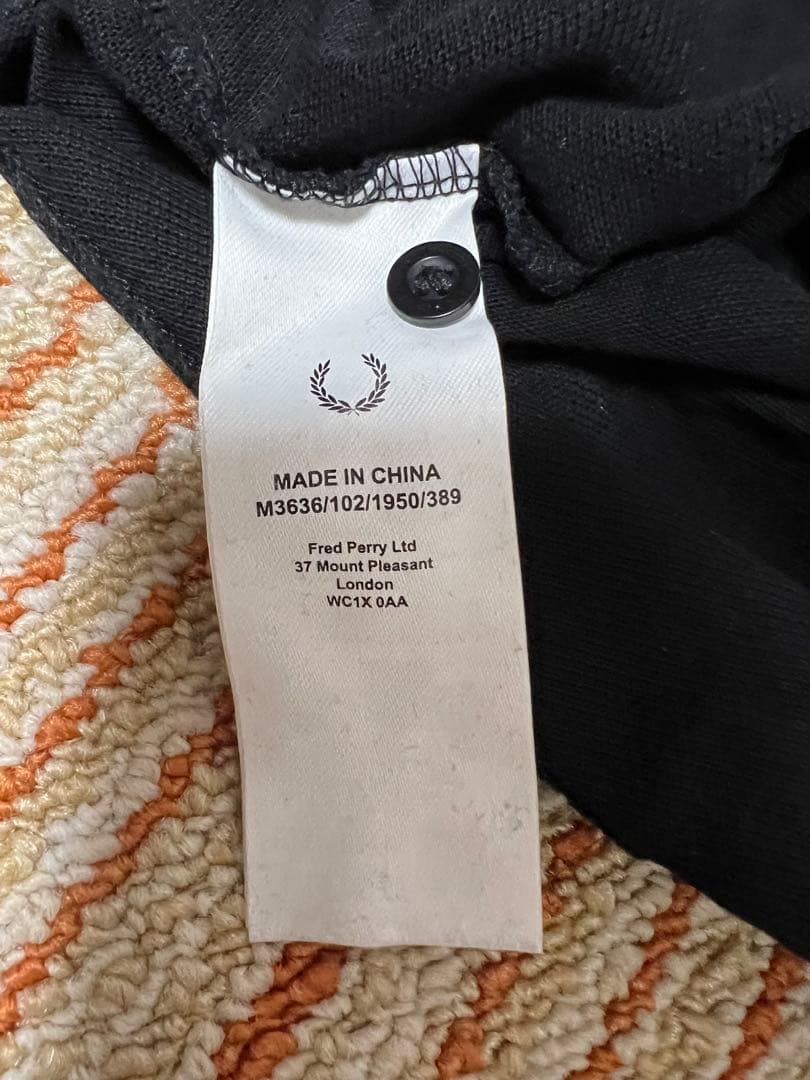 MADE IN CHINA
M3636/102/1950/389
Fred Perry Ltd
37 Mount Pleasant
London
WC1X 0AA